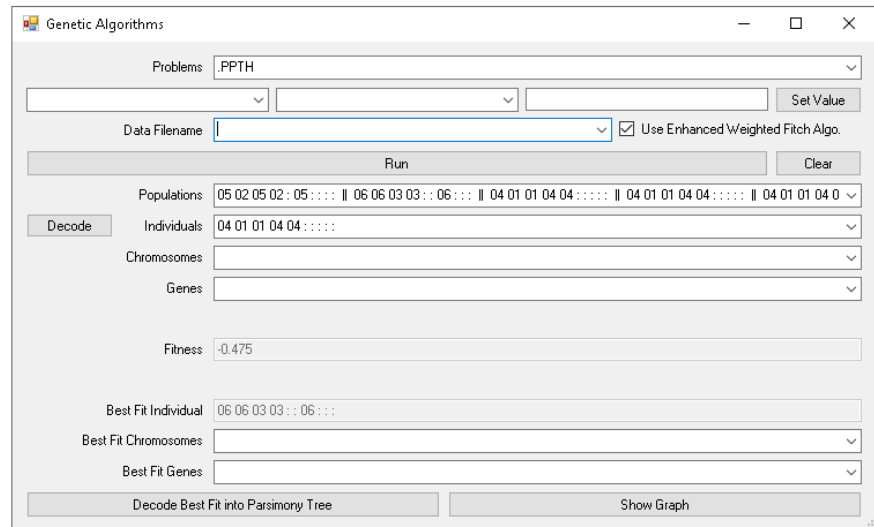 Genetic Algorithms
Problems .PPTH
Set Value
Data Filename Use Enhanced Weighted Fitch Algo.
Run Clear
Populations 05 02 05 02 : 05 : : : : || 06 06 03 03 : : 06 : : : || 04 01 01 04 04 : : : : : || 04 01 01 04 04 : : : : : || 04 01 01 04 0
Decode Individuals 04 01 01 04 04 : : : : :
Chromosomes
Genes
Fitness -0.475
Best Fit Individual 06 06 03 03 : : 06 : : :
Best Fit Chromosomes
Best Fit Genes
Decode Best Fit into Parsimony Tree Show Graph